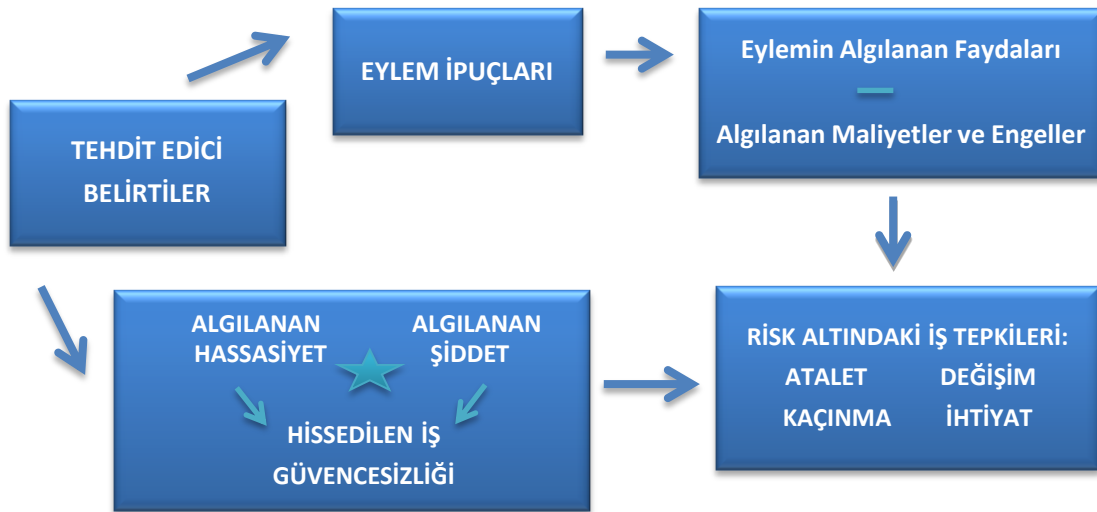 TEHDİT EDİCİ
BELİRTİLER
EYLEM İPUÇLARI
Eylemin Algılanan Faydaları
Algılanan Maliyetler ve Engeller
ALGILANAN
HASSASİYET
ALGILANAN
ŞİDDET
HİSSEDİLEN İŞ
GÜVENCESİZLİĞİ
RİSK ALTINDAKİ İŞ TEPKİLERİ:
ATALET DEĞİŞİM
KAÇINMA İHTİYAT